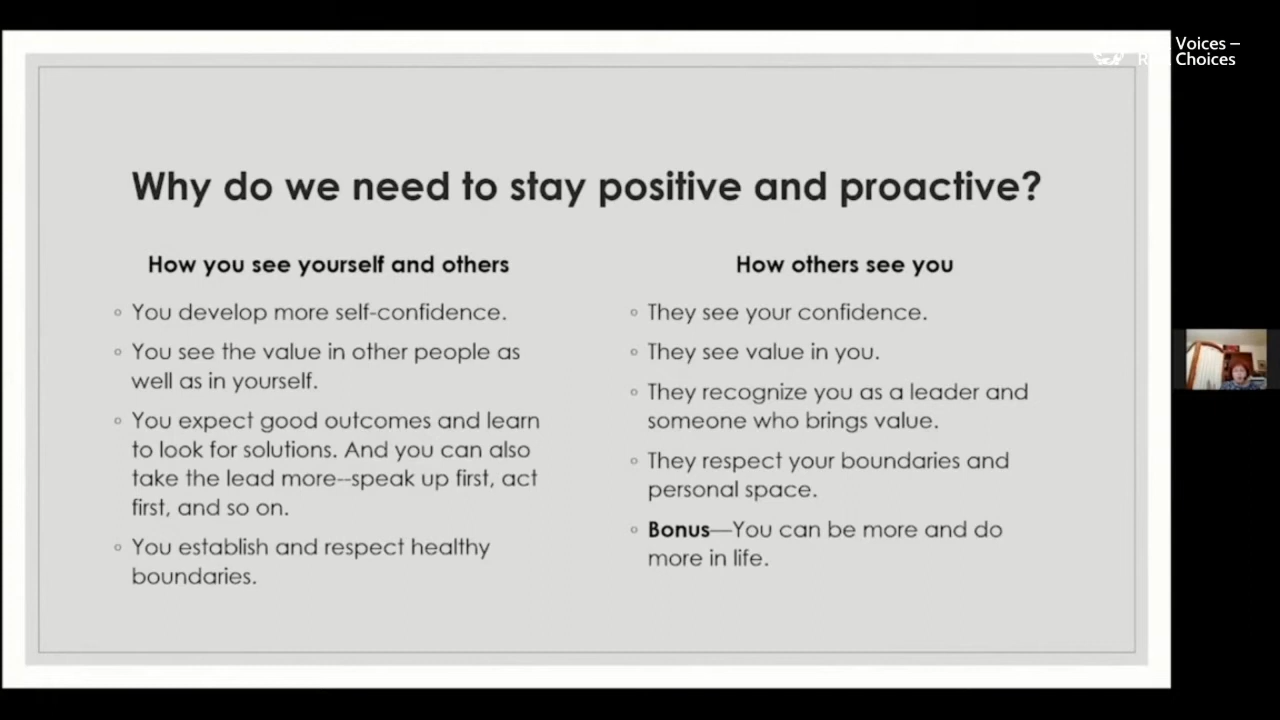 Voices –
Choices
Why do we need to stay positive and proactive?
How you see yourself and others
◦ You develop more self-confidence.
◦ You see the value in other people as
well as in yourself.
◦ You expect good outcomes and learn
to look for solutions. And you can also
take the lead more--speak up first, act
first, and so on.
◦ You establish and respect healthy
boundaries.
How others see you
◦ They see your confidence.
◦ They see value in you.
◦ They recognize you as a leader and
someone who brings value.
◦ They respect your boundaries and
personal space.
◦ Bonus—You can be more and do
more in life.